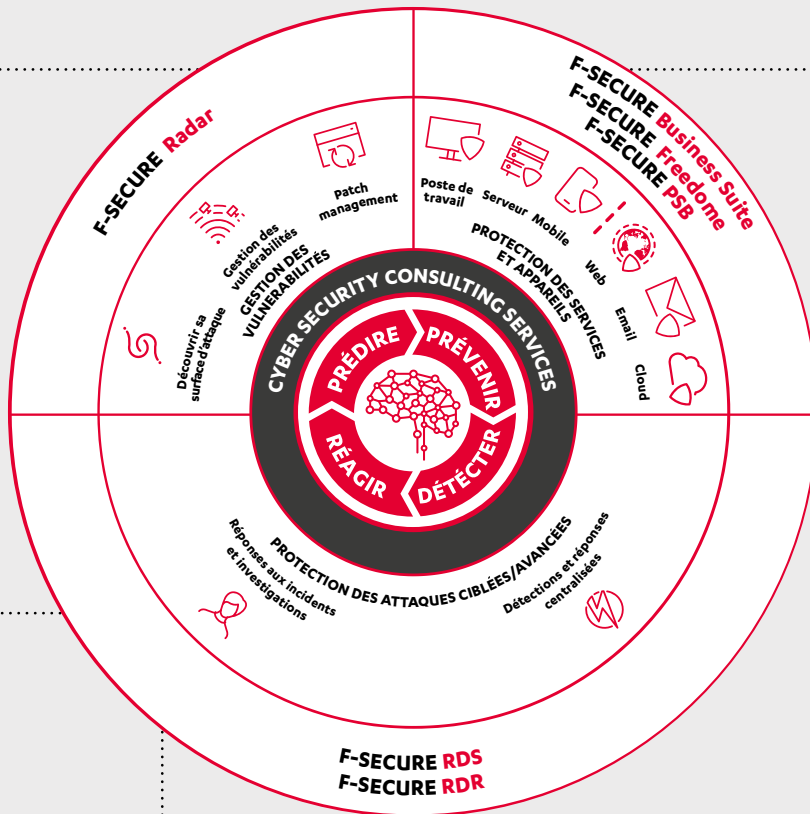 F-SECURE Radar
F-SECURE Business Suite
F-SECURE Freedome
F-SECURE PSB
Patch
management
Gestion des
vulnérabilités
Découvrir sa
surface d'attaque
GESTION DES
VULNERABILITÉS
Poste de
travail
Serveur
Mobile
Web
Email
Cloud
PROTECTION DES SERVICES
ET APPAREILS
CYBER SECURITY CONSULTING SERVICES
PRÉDIRE
PRÉVENIR
RÉAGIR
DÉTÉCTER
PROTECTION DES ATTAQUES CIBLÉES/AVANCÉES
Réponses aux incidents
et investigations
Détections et réponses
centralisées
F-SECURE RDS
F-SECURE RDR